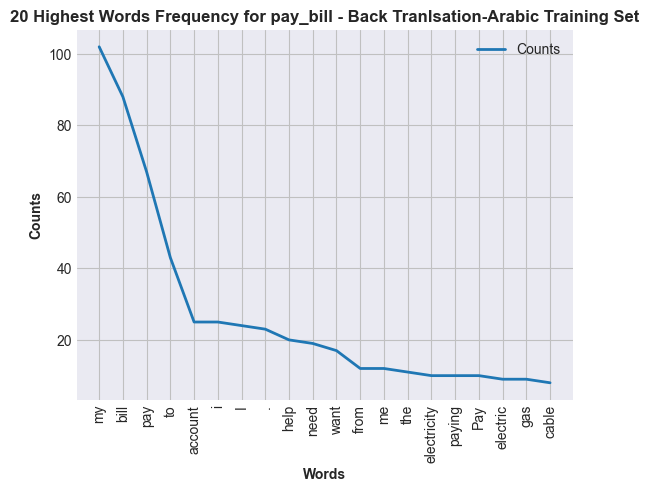 20 Highest Words Frequency for pay_bill - Back Tranlsation-Arabic Training Set
Counts
100
80
60
40
20
Counts
my
bill
pay
to
account
i
I
.
help
need
want
from
me
the
electricity
paying
Pay
electric
gas
cable
Words